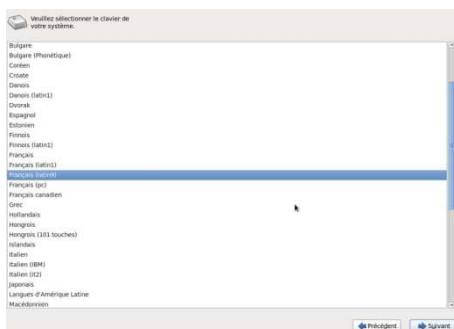 Veuillez sélectionner le clavier de
votre système.
Bulgare
Bulgare (Phonétique)
Coréen
Croate
Danois
Danois (latin1)
Dvorak
Espagnol
Estonien
Finnois
Finnois (latin1)
Français
Français (latin1)
Français (latin9)
Français (pc)
Français canadien
Grec
Hollandais
Hongrois
Hongrois (101 touches)
Islandais
Italien
Italien (IBM)
Italien (it2)
Japonais
Langues d'Amérique Latine
Macédonnien
Précédent
Suivant